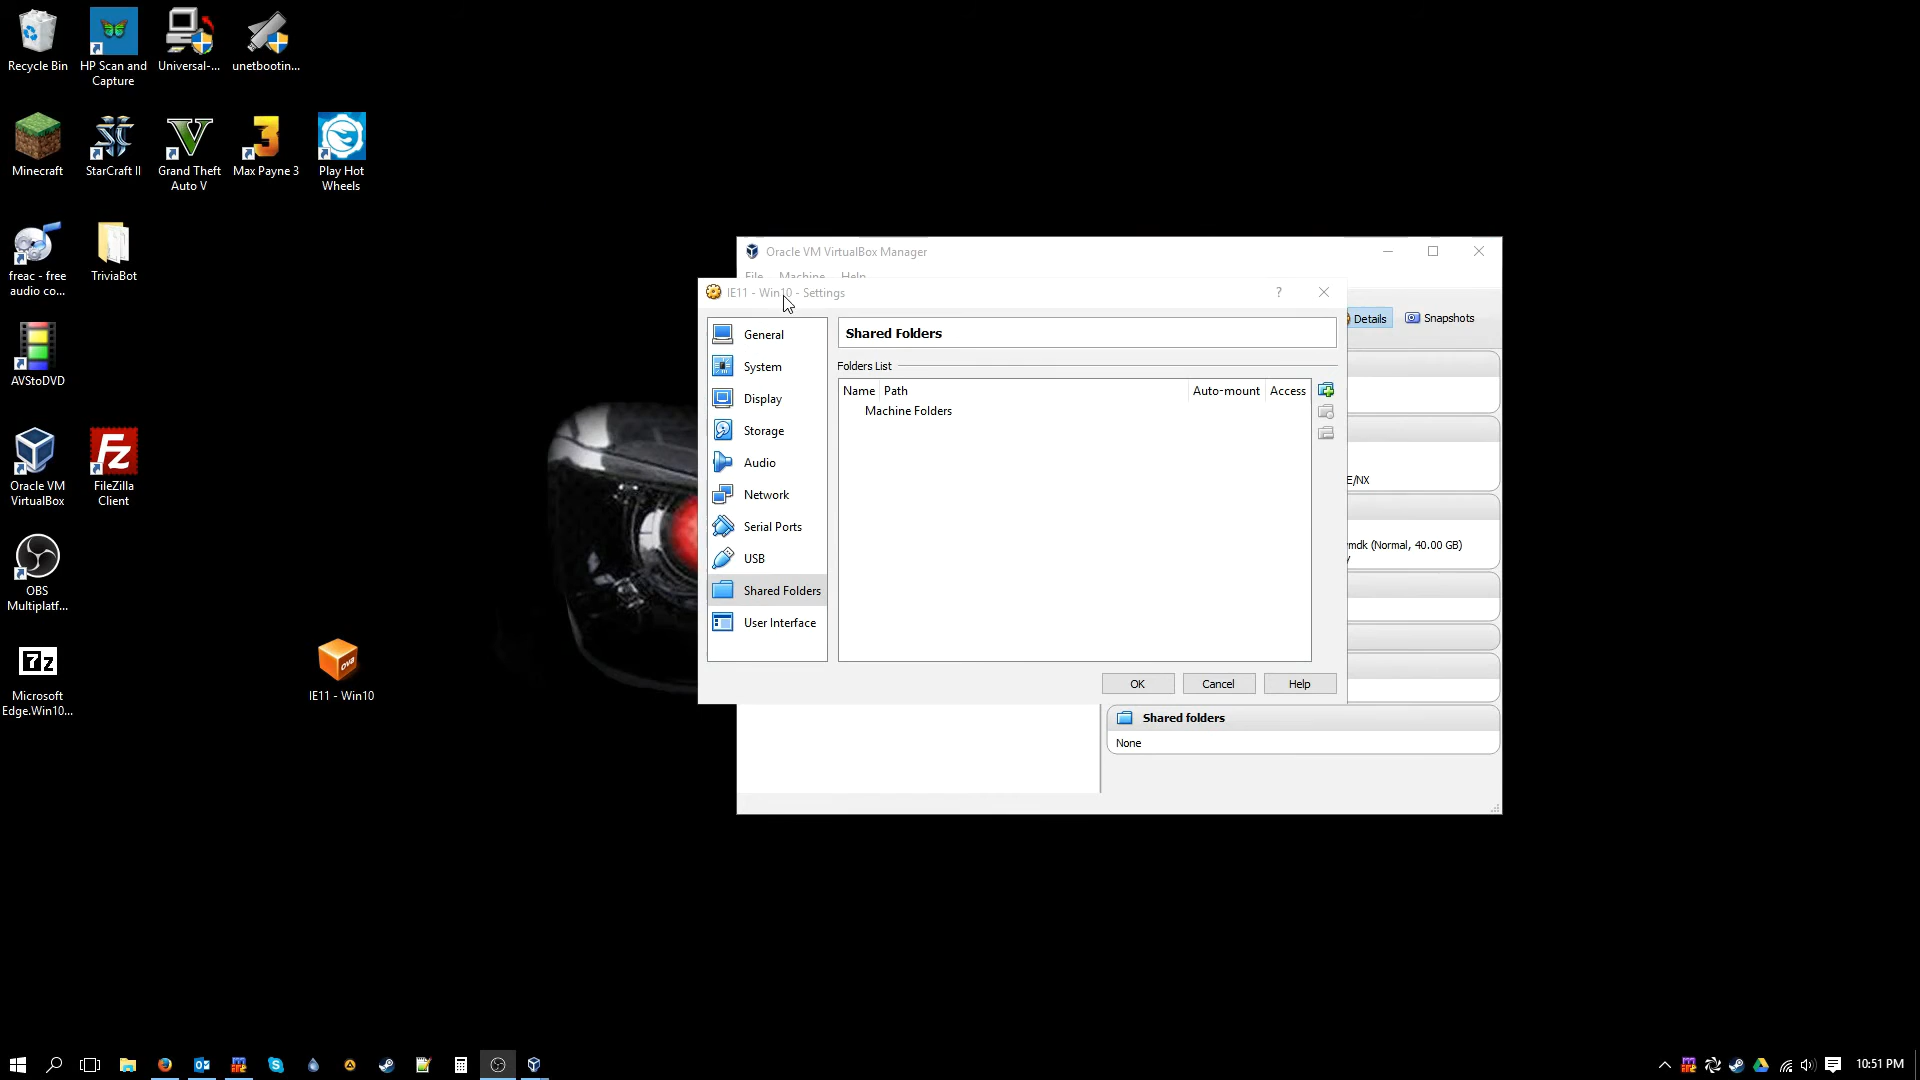 Recycle Bin
HP Scan and
Capture
Universal-...
unetbootin...
Minecraft
StarCraft II
Grand Theft
Auto V
Max Payne 3
Play Hot
Wheels
freac - free
audio co...
TriviaBot
AVStoDVD
Oracle VM
VirtualBox
FileZilla
Client
OBS
Multiplatf...
Microsoft
Edge.Win10...
IE11 - Win10
Oracle VM VirtualBox Manager
File Machine Help
IE11 - Win10 - Settings
General
System
Display
Storage
Audio
Network
Serial Ports
USB
Shared Folders
User Interface
Shared Folders
Folders List
Name Path Auto-mount Access
Machine Folders
OK Cancel Help
Details Snapshots
E/NX
mdk (Normal, 40.00 GB)
Shared folders
None
10:51 PM